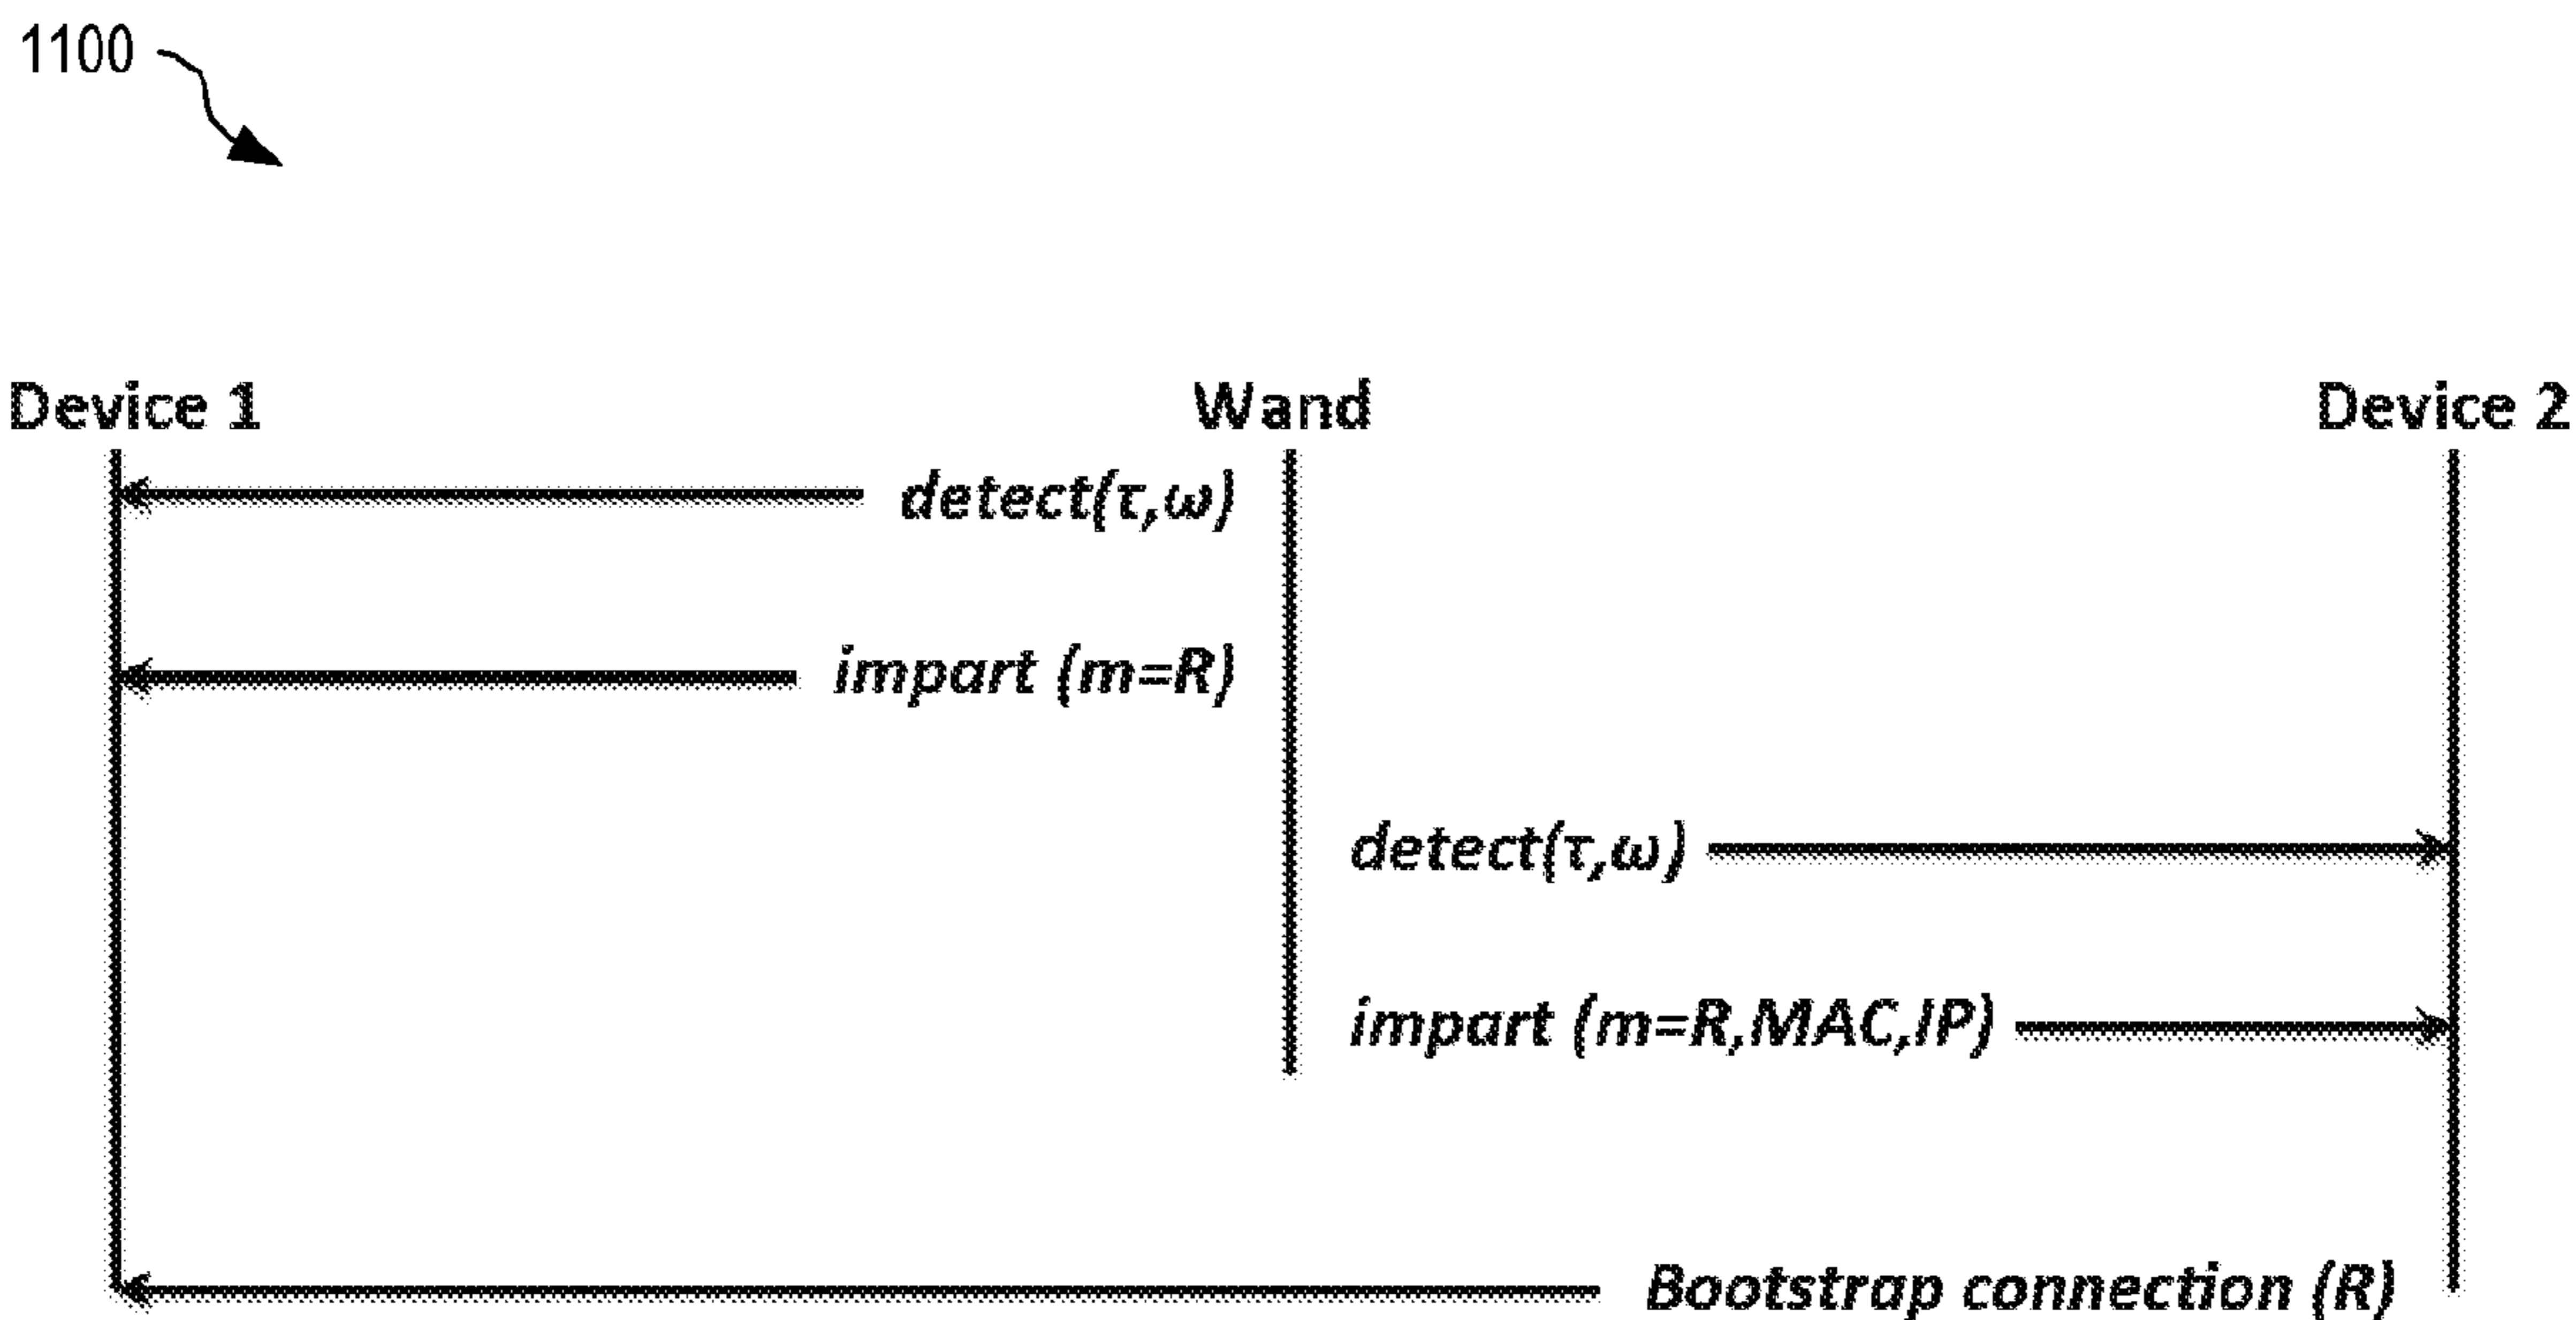 1100
Device 1 Wand Device 2
detect(τ,ω)
impart (m=R)
detect(τ,ω)
impart (m=R,MAC,IP)
Bootstrap connection (R)